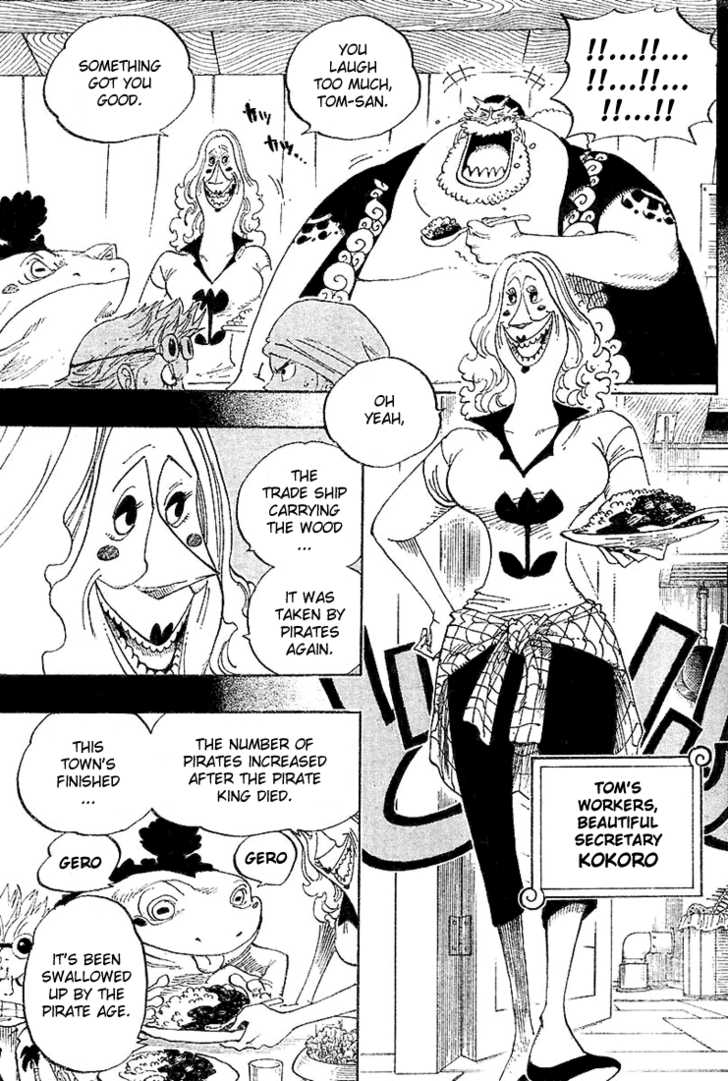 !!...!!...
!!...!!...
!!...!!
YOU
LAUGH
TOO MUCH,
TOM-SAN.
SOMETHING
GOT YOU
GOOD.
OH
YEAH,
THE
TRADE SHIP
CARRYING
THE WOOD
...
IT WAS
TAKEN BY
PIRATES
AGAIN.
TOM'S
WORKERS,
BEAUTIFUL
SECRETARY
KOKORO
THE NUMBER OF
PIRATES INCREASED
AFTER THE PIRATE
KING DIED.
THIS
TOWN'S
FINISHED
...
GERO
GERO
IT'S BEEN
SWALLOWED
UP BY THE
PIRATE AGE.